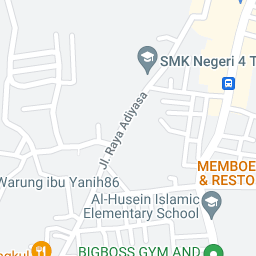 SMK Negeri 4 T
Jl. Raya Adiyasa
MEMBOE
& RESTO
Warung ibu Yanih86
Al-Husein Islamic
Elementary School
ngkul
BIGBOSS GYM AND